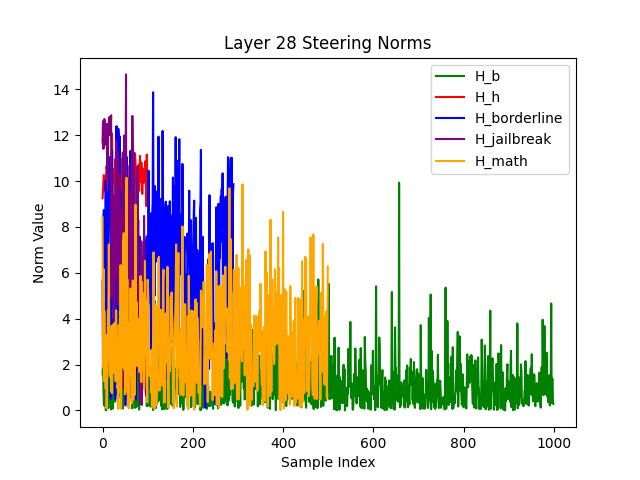 Layer 28 Steering Norms
H_b
H_h
H_borderline
H_jailbreak
H_math
Norm Value
14
12
10
8
6
4
2
0
0
200
400
600
800
1000
Sample Index